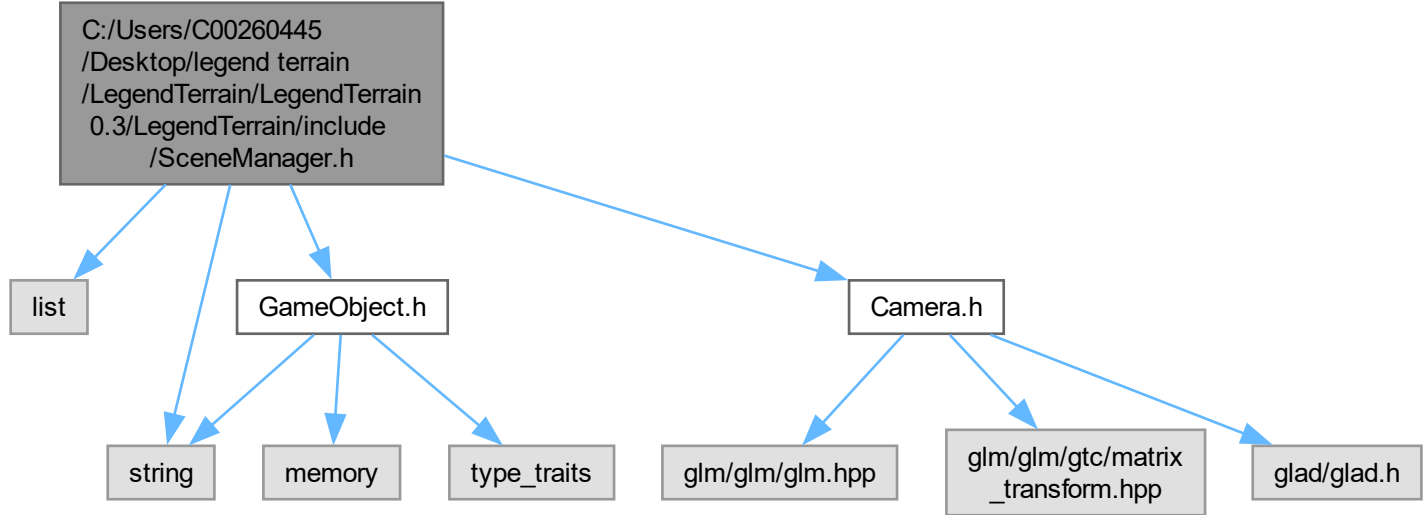 C:/Users/C00260445
/Desktop/legend terrain
/LegendTerrain/LegendTerrain
0.3/LegendTerrain/include
/SceneManager.h
list
GameObject.h
Camera.h
string
memory
type_traits
glm/glm/glm.hpp
glm/glm/gtc/matrix
_transform.hpp
glad/glad.h